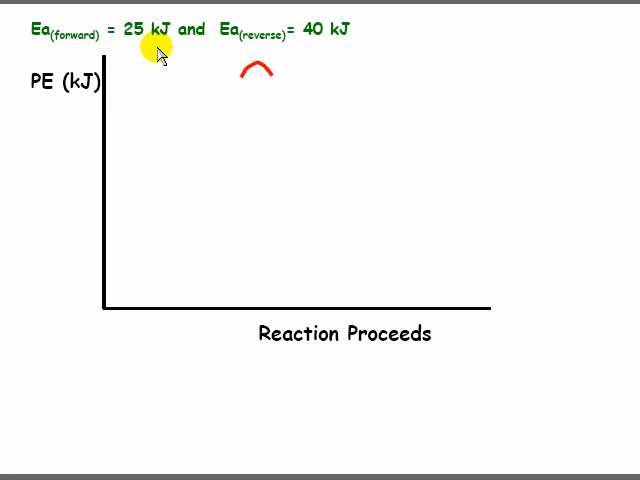 Ea(forward) = 25 kJ and Ea(reverse)= 40 kJ
PE (kJ)
Reaction Proceeds